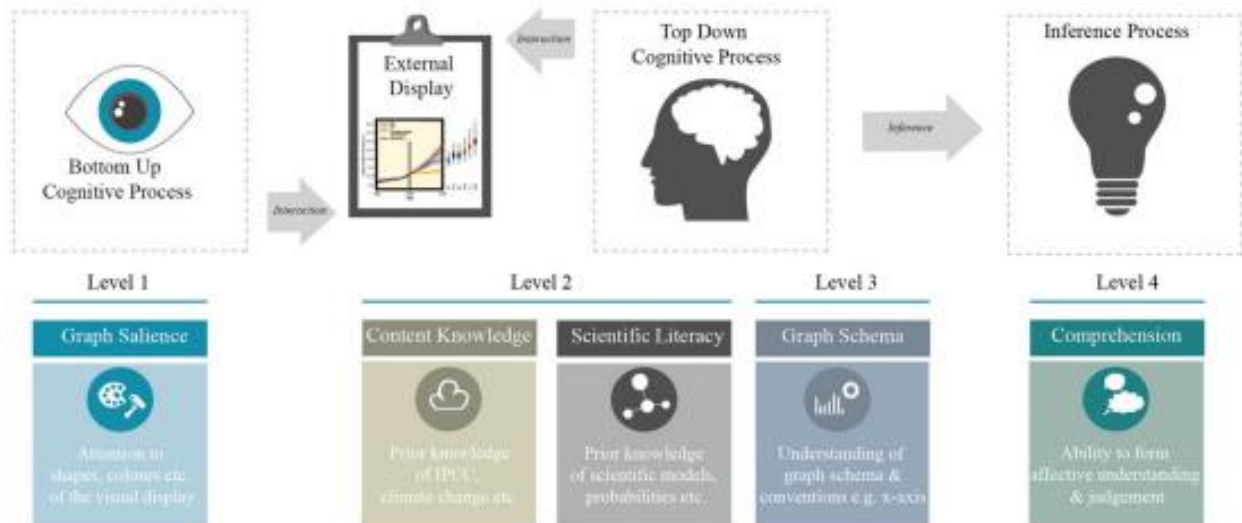 Bottom Up
Cognitive Process
Interaction
External
Display
Interaction
Top Down
Cognitive Process
Inference
Inference Process
Level 1
Level 2
Level 3
Level 4
Graph Salience
Attention to
shapes, colours etc.
of the visual display
Content Knowledge
Prior knowledge
of IPCC,
climate change etc.
Scientific Literacy
Prior knowledge
of scientific models,
probabilities etc.
Graph Schema
Understanding of
graph schema &
conventions e.g. x-axis
Comprehension
Ability to form
affective understanding
& judgement